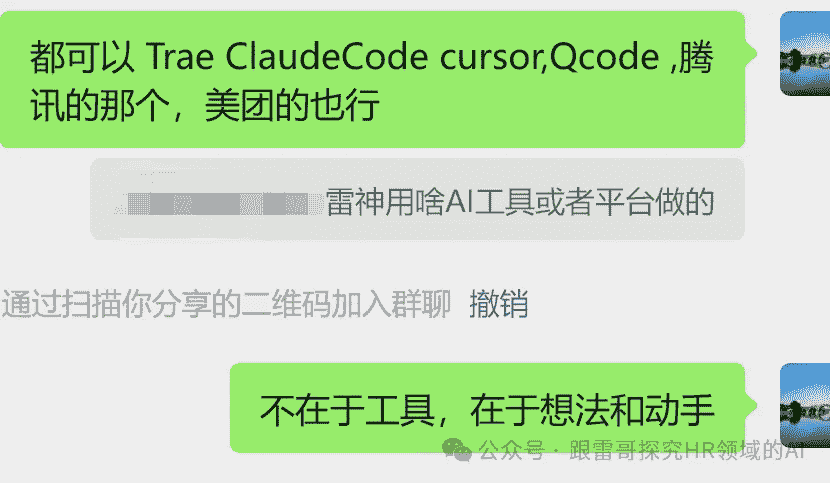 都可以 Trae ClaudeCode cursor,Qcode ,腾
讯的那个，美团的也行
雷神用啥AI工具或者平台做的
通过扫描你分享的二维码加入群聊 撤销
不在于工具，在于想法和动手
公众号 · 跟雷哥探究HR领域的AI